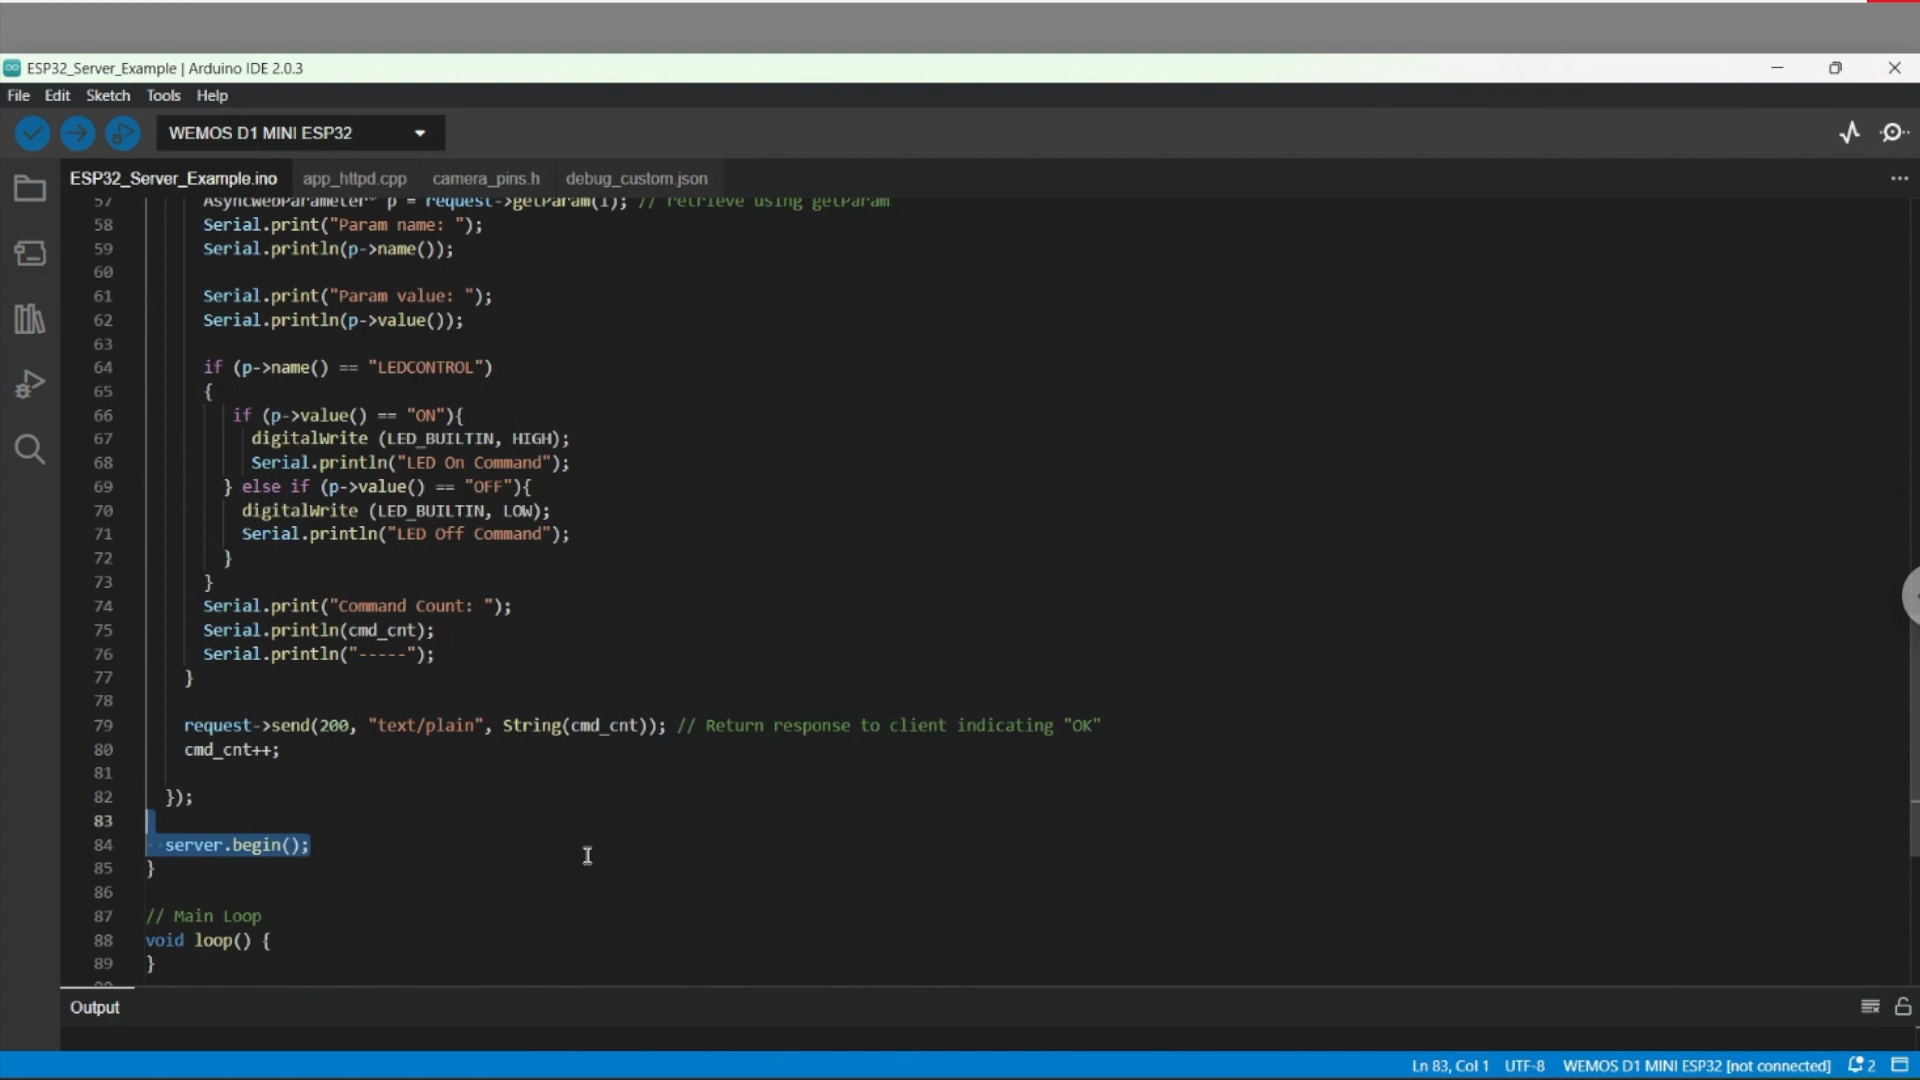 ESP32_Server_Example | Arduino IDE 2.0.3
File Edit Sketch Tools Help
WEMOS D1 MINI ESP32
ESP32_Server_Example.ino app_httpd.cpp camera_pins.h debug_custom.json
57 AsyncWebParameter* p = request->getParam(i); // retrieve using getParam
58 Serial.print("Param name: ");
59 Serial.println(p->name());
60
61 Serial.print("Param value: ");
62 Serial.println(p->value());
63
64 if (p->name() == "LEDCONTROL")
65 {
66 if (p->value() == "ON"){
67 digitalWrite (LED_BUILTIN, HIGH);
68 Serial.println("LED On Command");
69 } else if (p->value() == "OFF"){
70 digitalWrite (LED_BUILTIN, LOW);
71 Serial.println("LED Off Command");
72 }
73 }
74 Serial.print("Command Count: ");
75 Serial.println(cmd_cnt);
76 Serial.println("-----");
77 }
78
79 request->send(200, "text/plain", String(cmd_cnt)); // Return response to client indicating "OK"
80 cmd_cnt++;
81
82 });
83
84 server.begin();
85 }
86
87 // Main Loop
88 void loop() {
89 }
Output
Ln 83, Col 1 UTF-8 WEMOS D1 MINI ESP32 [not connected] 2